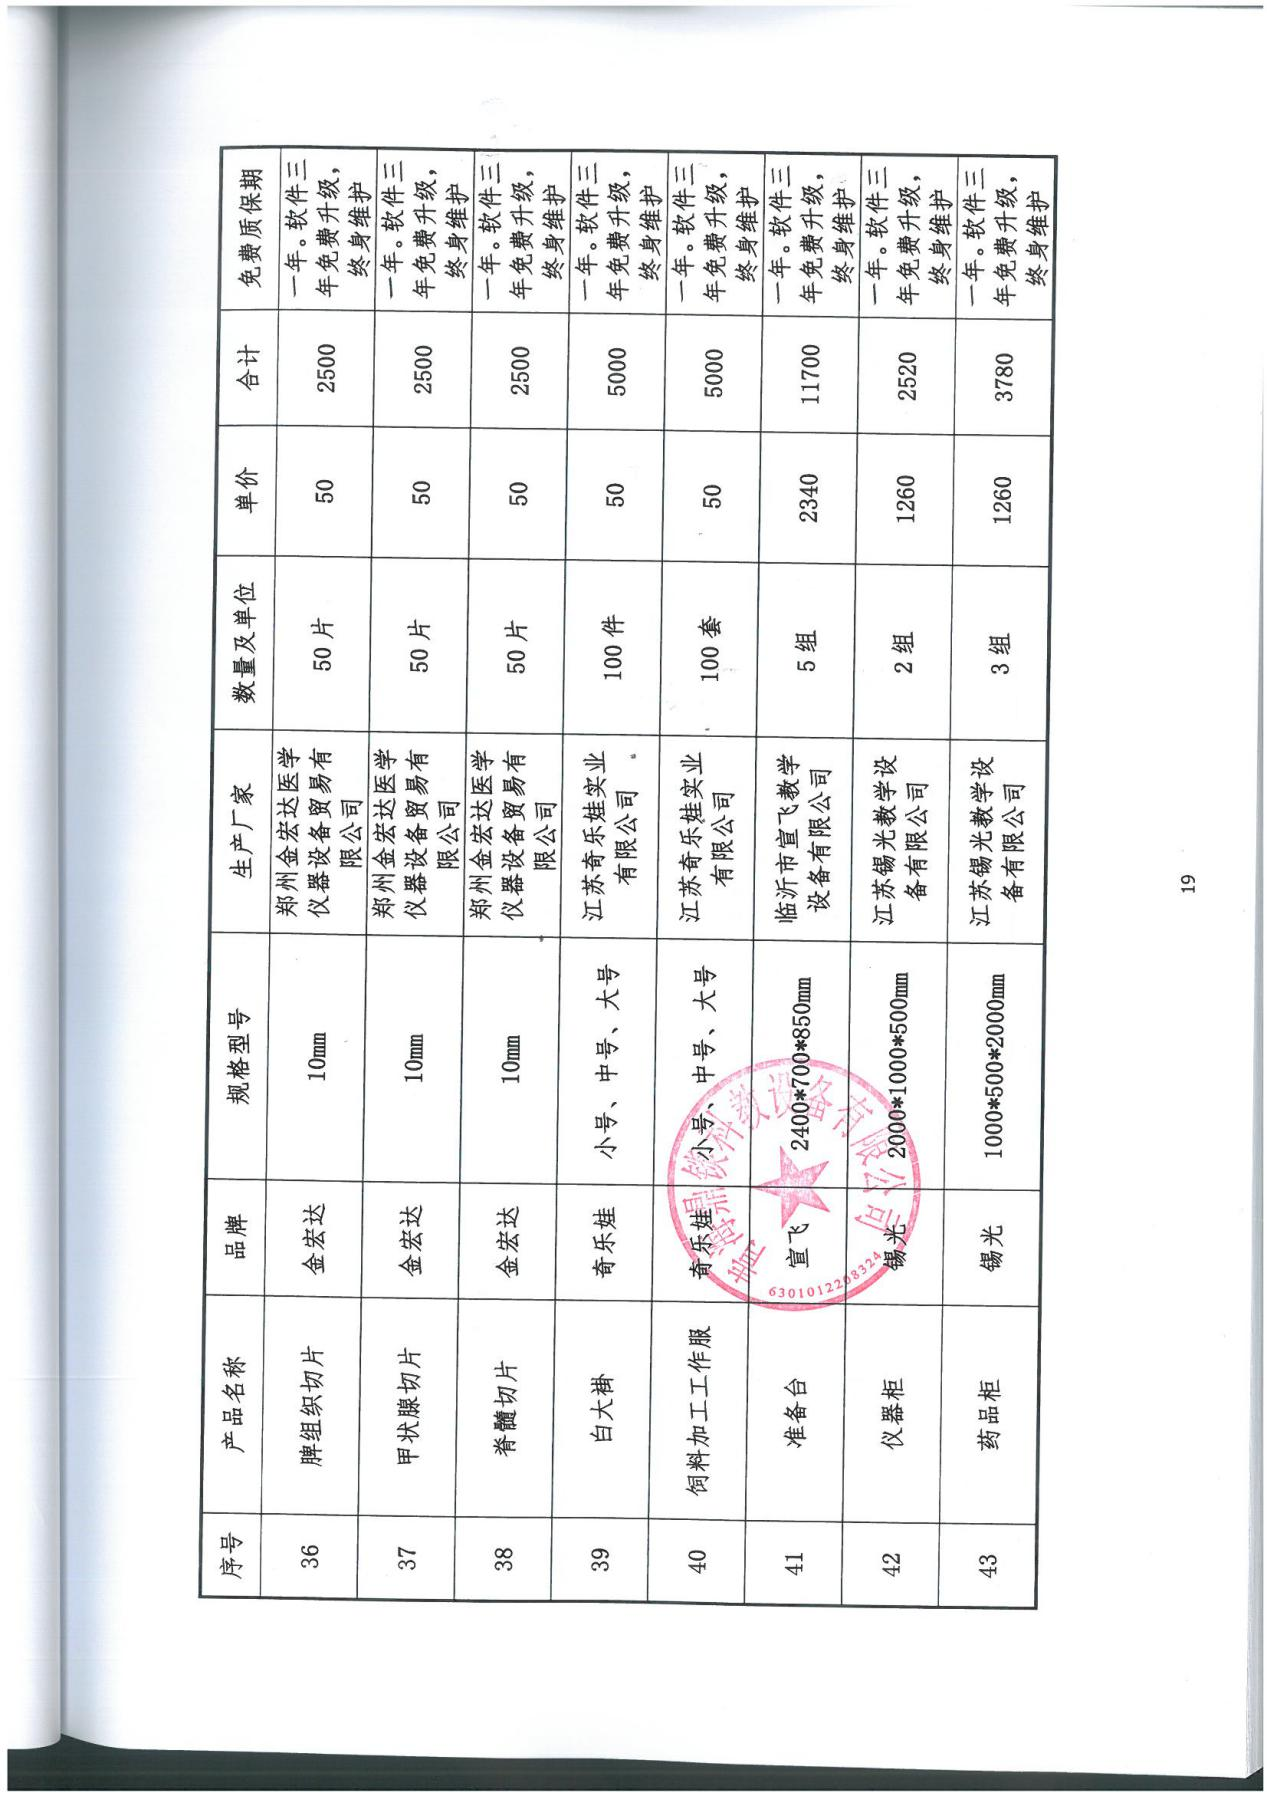 序号 产品名称 品牌 规格型号 生产厂家 数量及单位 单价 合计 免费质保期
36 脾组织切片 金宏达 10mm 郑州金宏达医学仪器设备贸易有限公司 50片 50 2500 一年。软件三年免费升级，终身维护
37 甲状腺切片 金宏达 10mm 郑州金宏达医学仪器设备贸易有限公司 50片 50 2500 一年。软件三年免费升级，终身维护
38 脊髓切片 金宏达 10mm 郑州金宏达医学仪器设备贸易有限公司 50片 50 2500 一年。软件三年免费升级，终身维护
39 白大褂 奇乐娃 小号、中号、大号 江苏奇乐娃实业有限公司 100件 50 5000 一年。软件三年免费升级，终身维护
40 饲料加工工作服 奇乐娃 小号、中号、大号 江苏奇乐娃实业有限公司 100套 50 5000 一年。软件三年免费升级，终身维护
41 准备台 宣飞 2400*700*850mm 临沂市宣飞教学设备有限公司 5组 2340 11700 一年。软件三年免费升级，终身维护
42 仪器柜 锡光 2000*1000*500mm 江苏锡光教学设备有限公司 2组 1260 2520 一年。软件三年免费升级，终身维护
43 药品柜 锡光 1000*500*2000mm 江苏锡光教学设备有限公司 3组 1260 3780 一年。软件三年免费升级，终身维护
青海鼎 科教设备有限公司
6301012208324
19